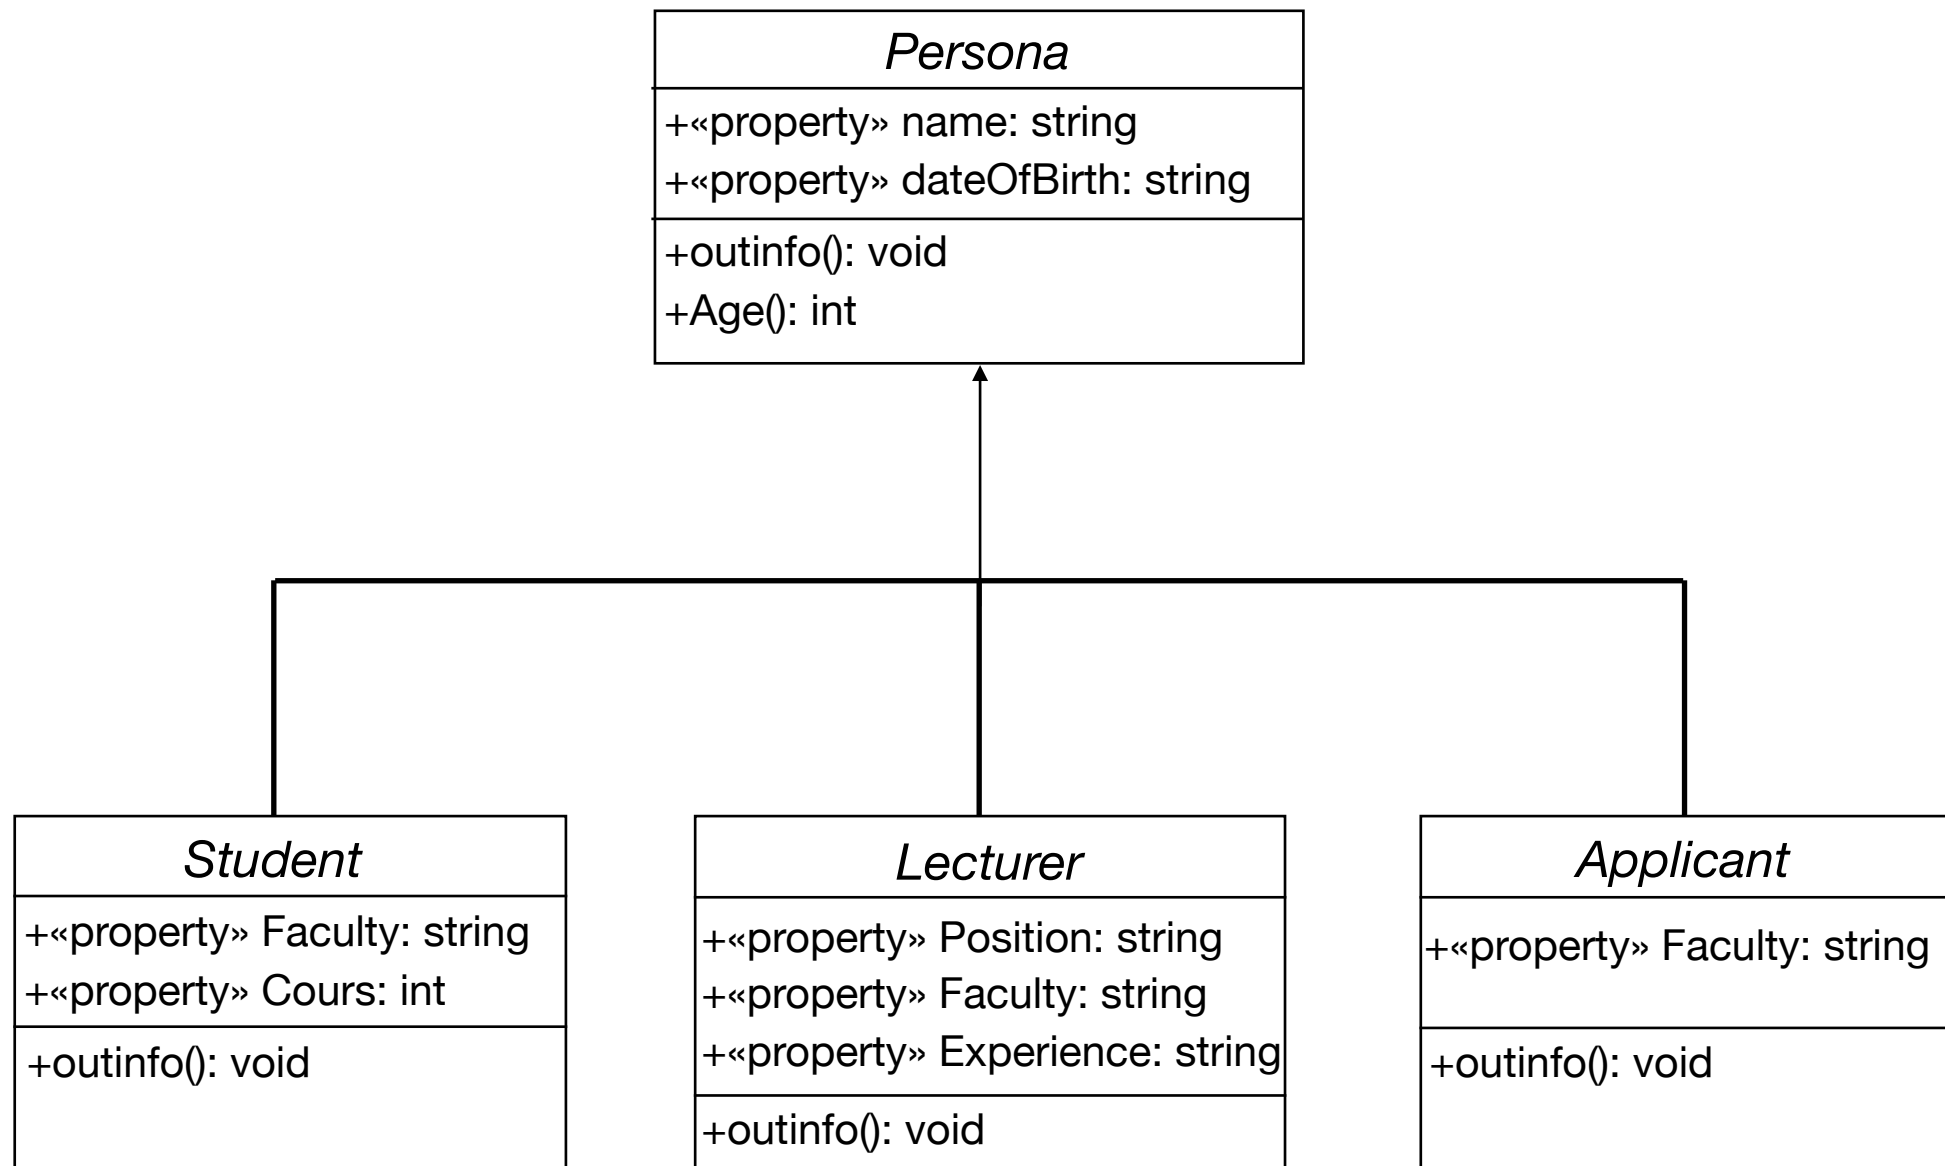 Persona
+«property» name: string
+«property» dateOfBirth: string
+outinfo(): void
+Age(): int
Student
+«property» Faculty: string
+«property» Cours: int
+outinfo(): void
Lecturer
+«property» Position: string
+«property» Faculty: string
+«property» Experience: string
+outinfo(): void
Applicant
+«property» Faculty: string
+outinfo(): void